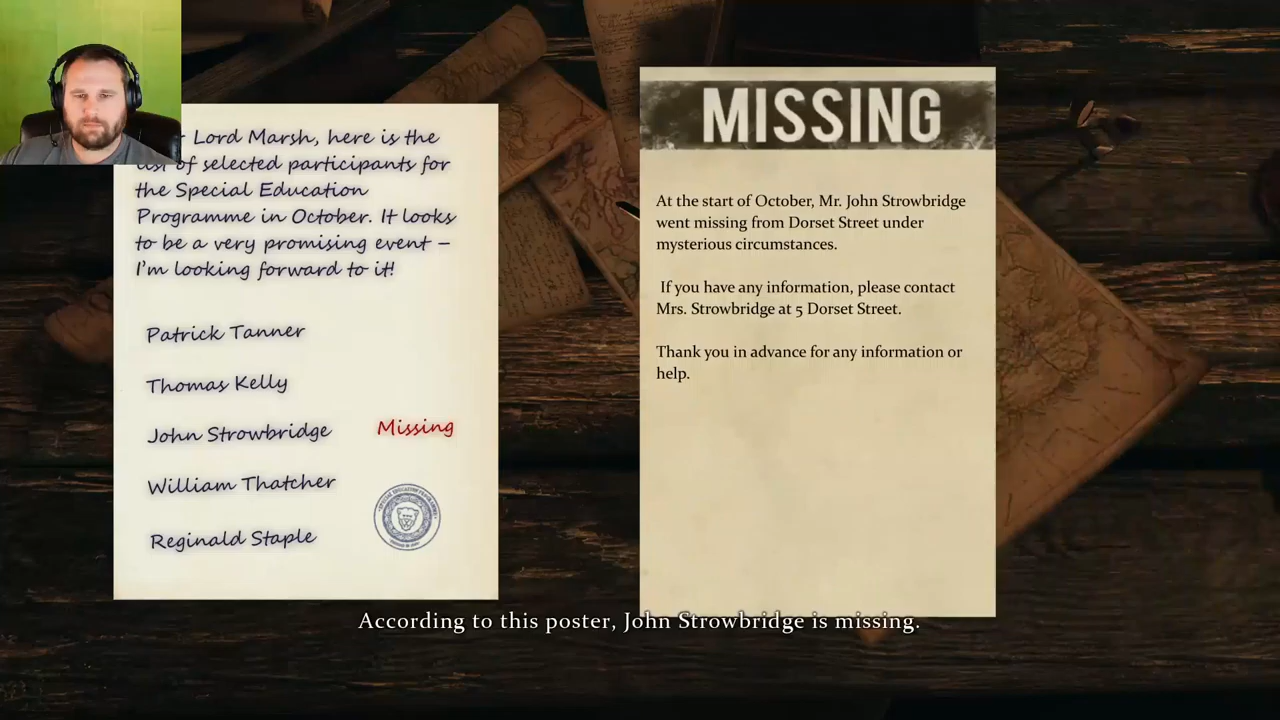 Lord Marsh, here is the
list of selected participants for
the Special Education
Programme in October. It looks
to be a very promising event –
I'm looking forward to it!
Patrick Tanner
Thomas Kelly
John Strowbridge Missing
William Thatcher
Reginald Staple
MISSING
At the start of October, Mr. John Strowbridge
went missing from Dorset Street under
mysterious circumstances.
If you have any information, please contact
Mrs. Strowbridge at 5 Dorset Street.
Thank you in advance for any information or
help.
According to this poster, John Strowbridge is missing.